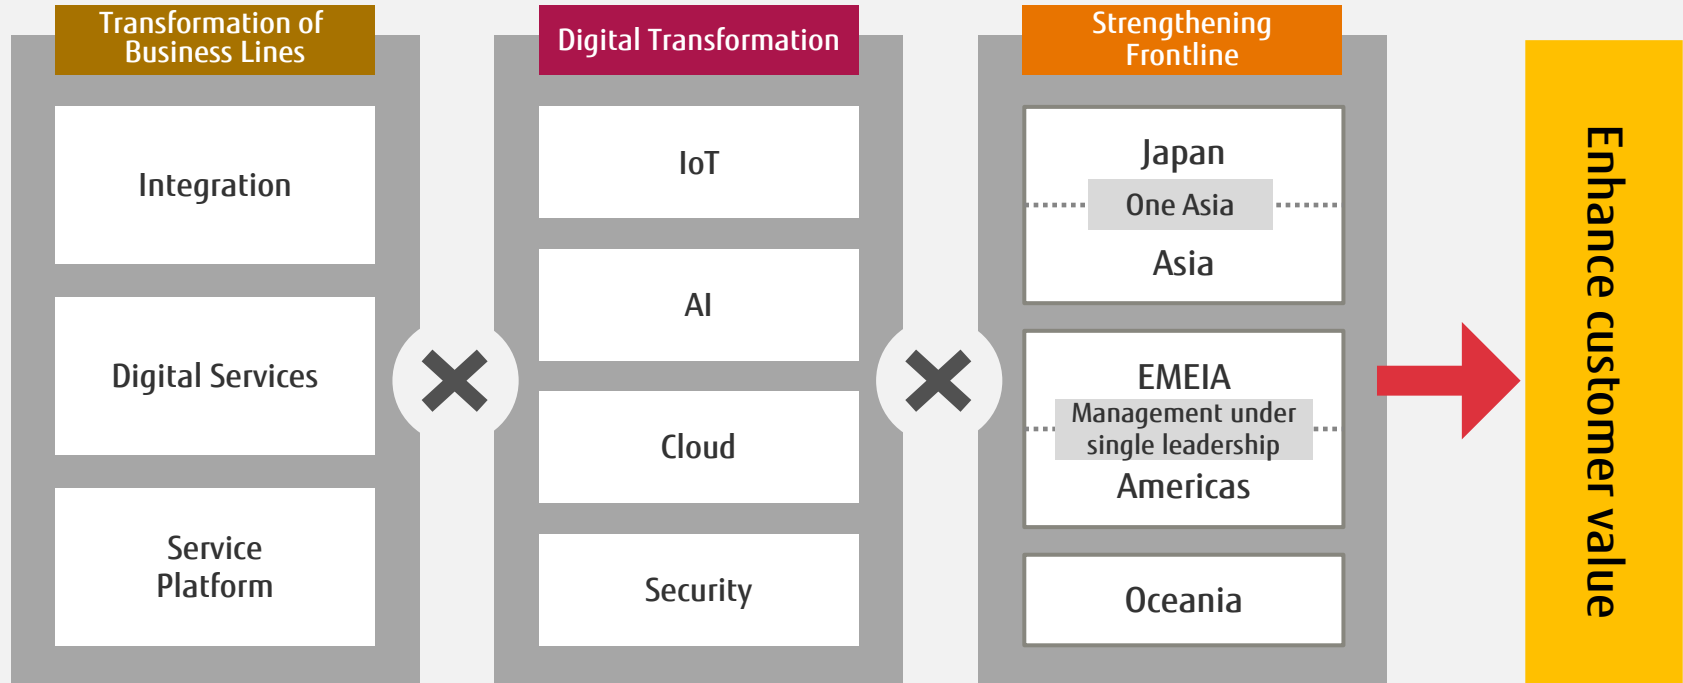 Transformation of
Business Lines
Integration
Digital Services
Service
Platform
Digital Transformation
IoT
AI
Cloud
Security
Strengthening
Frontline
Japan
One Asia
Asia
EMEIA
Management under
single leadership
Americas
Oceania
Enhance customer value